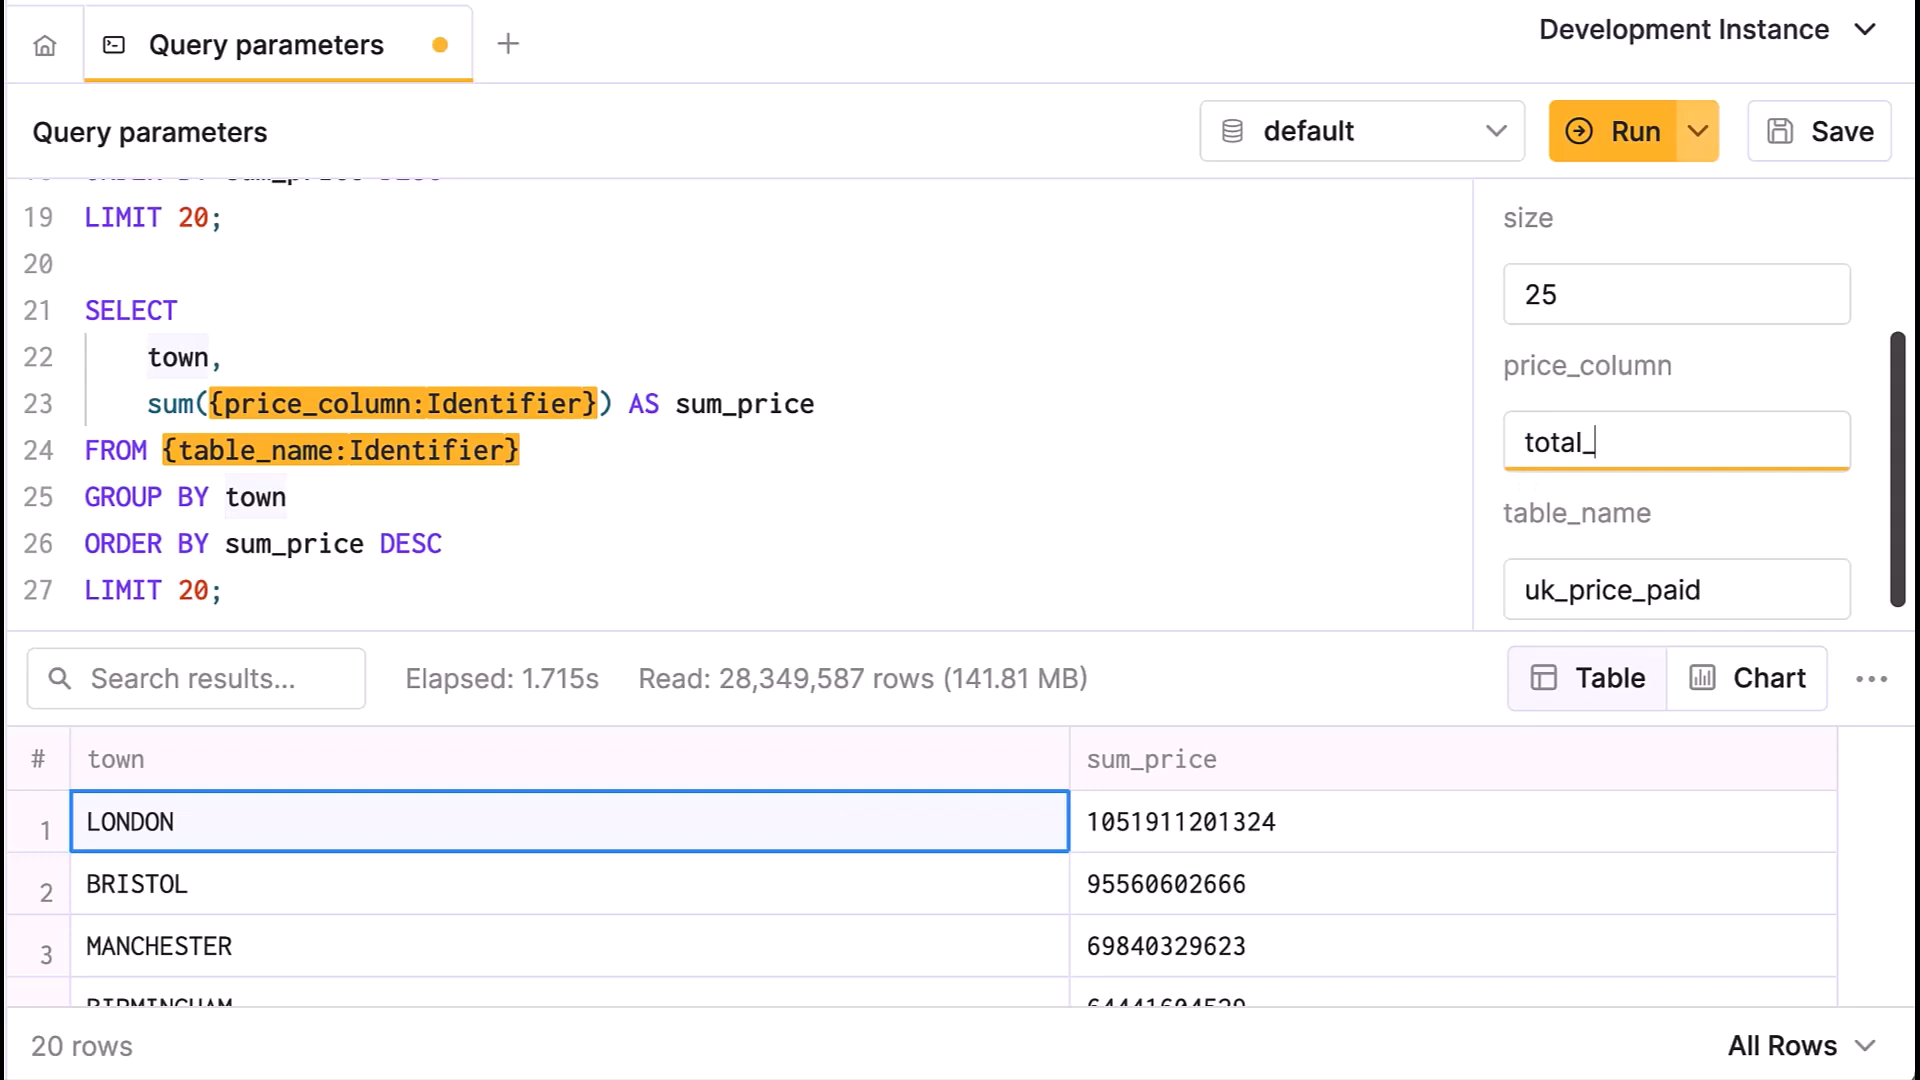 Query parameters
Development Instance
Query parameters
default
Run
Save
19 LIMIT 20;
20
21 SELECT
22 town,
23 sum({price_column:Identifier}) AS sum_price
24 FROM {table_name:Identifier}
25 GROUP BY town
26 ORDER BY sum_price DESC
27 LIMIT 20;
size
25
price_column
total_
table_name
uk_price_paid
Search results...
Elapsed: 1.715s
Read: 28,349,587 rows (141.81 MB)
Table
Chart
# town sum_price
1 LONDON 1051911201324
2 BRISTOL 95560602666
3 MANCHESTER 69840329623
BIRMINGHAM
20 rows
All Rows